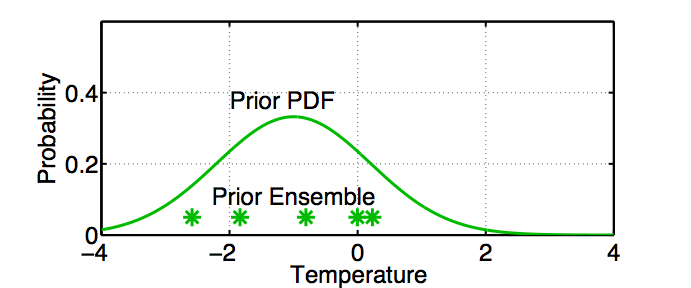 Probability
0.4
0.2
0
Prior PDF
Prior Ensemble
−4
−2
0
2
4
Temperature